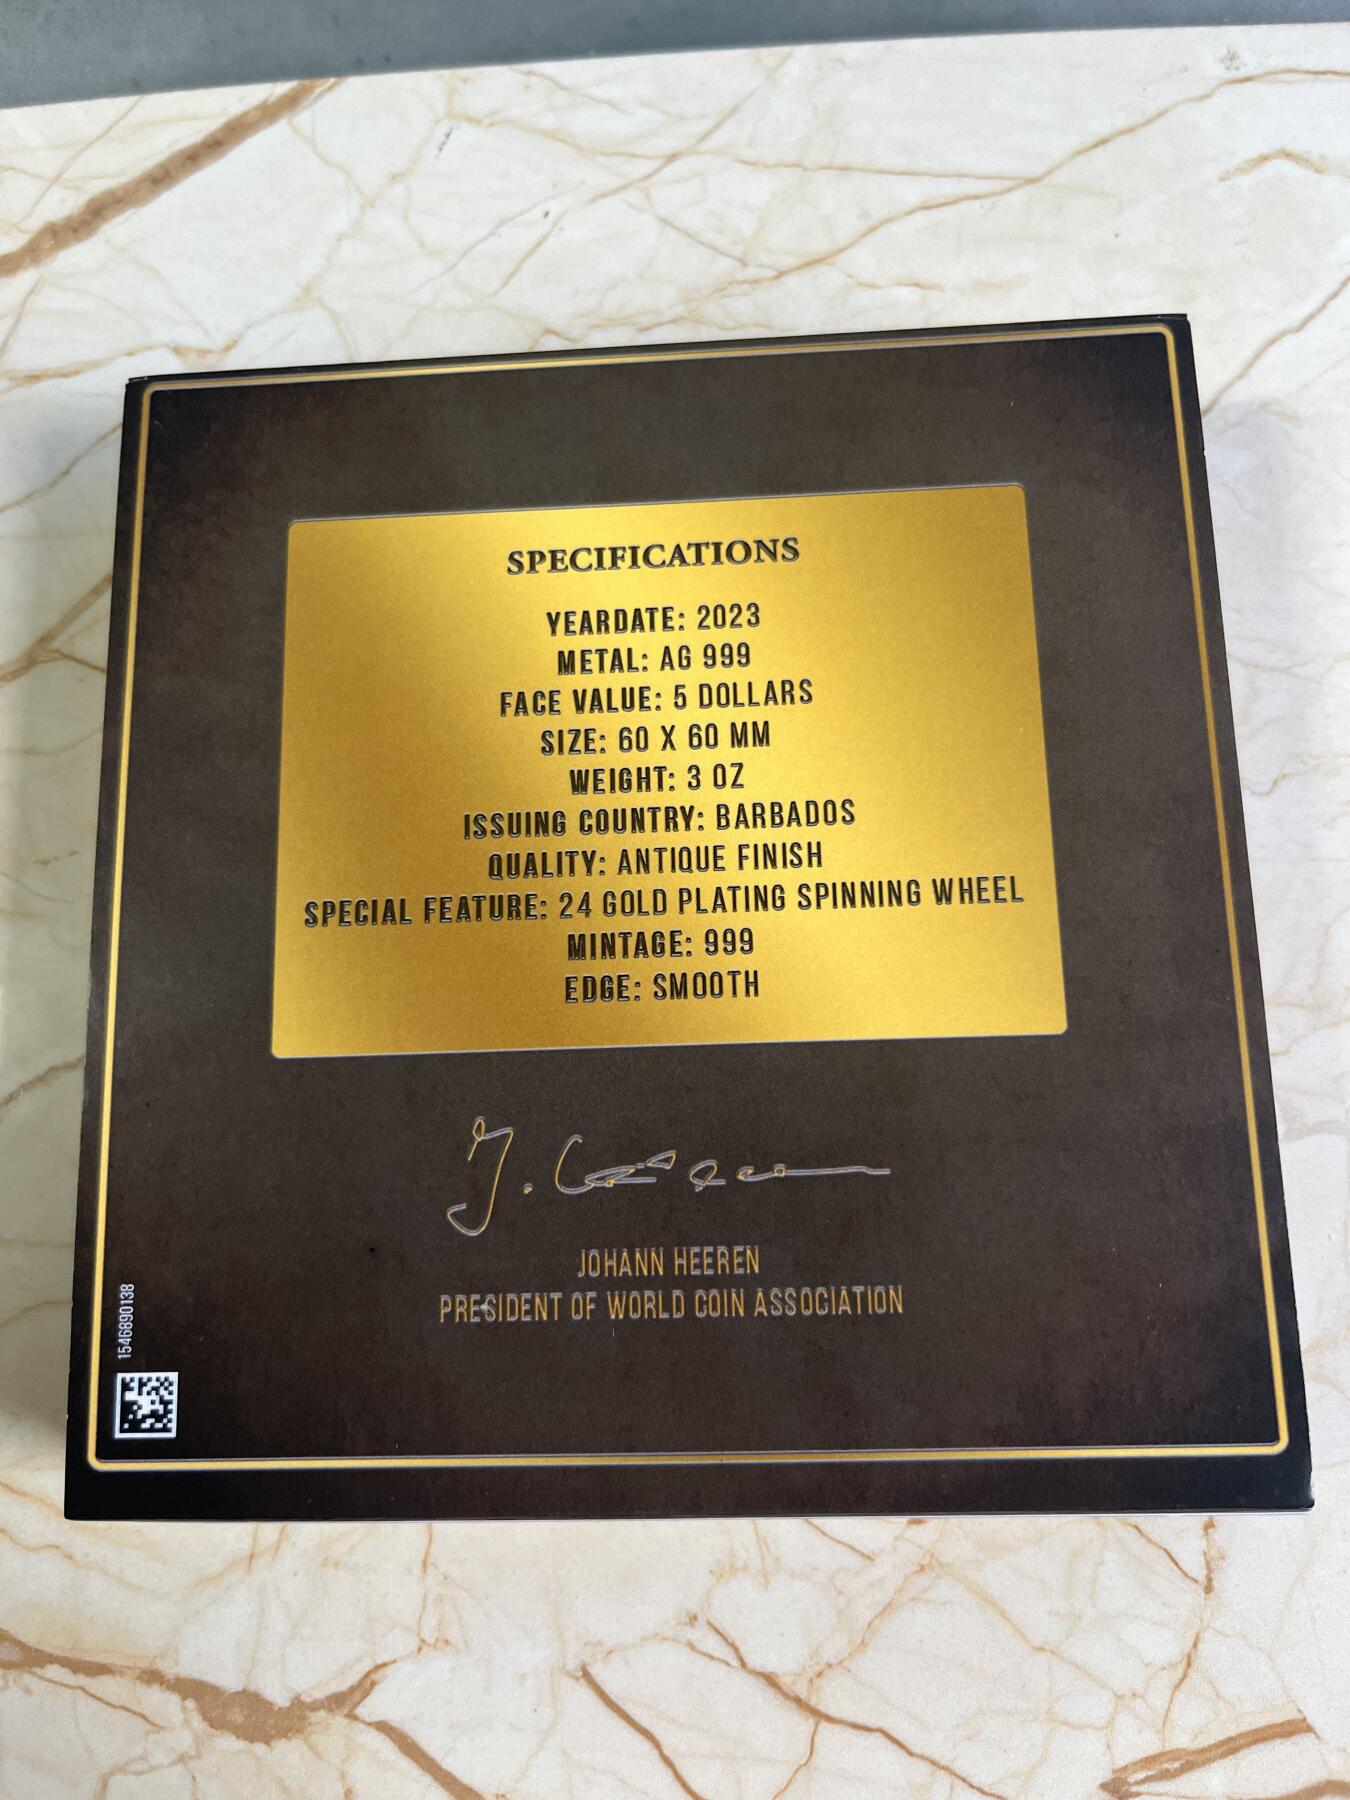 SPECIFICATIONS
YEARDATE: 2023
METAL: AG 999
FACE VALUE: 5 DOLLARS
SIZE: 60 X 60 MM
WEIGHT: 3 OZ
ISSUING COUNTRY: BARBADOS
QUALITY: ANTIQUE FINISH
SPECIAL FEATURE: 24 GOLD PLATING SPINNING WHEEL
MINTAGE: 999
EDGE: SMOOTH
JOHANN HEEREN
PRESIDENT OF WORLD COIN ASSOCIATION
1546890138